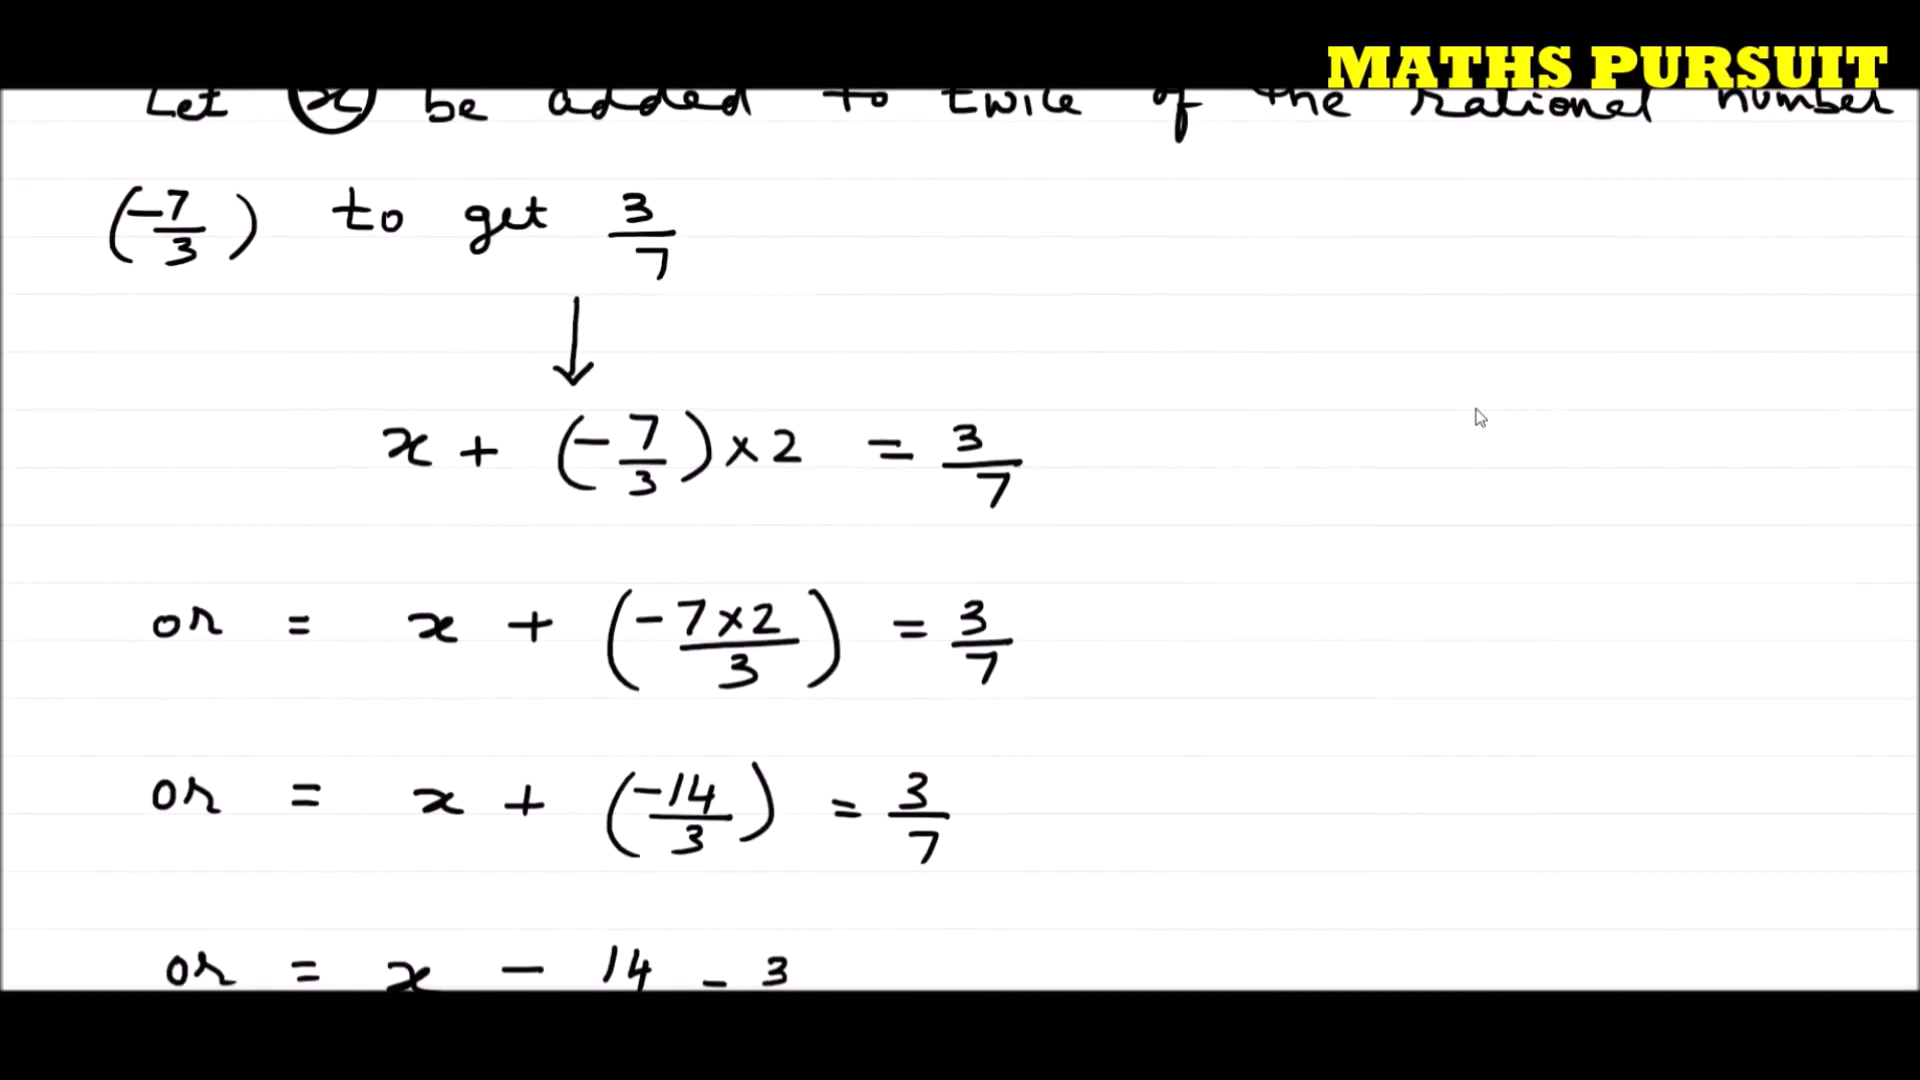 MATHS PURSUIT
Let x be added to twice of the rational number
(-7/3) to get 3/7
↓
x + (-7/3) × 2 = 3/7
or = x + (-7×2/3) = 3/7
or = x + (-14/3) = 3/7
or = x - 14 - 3